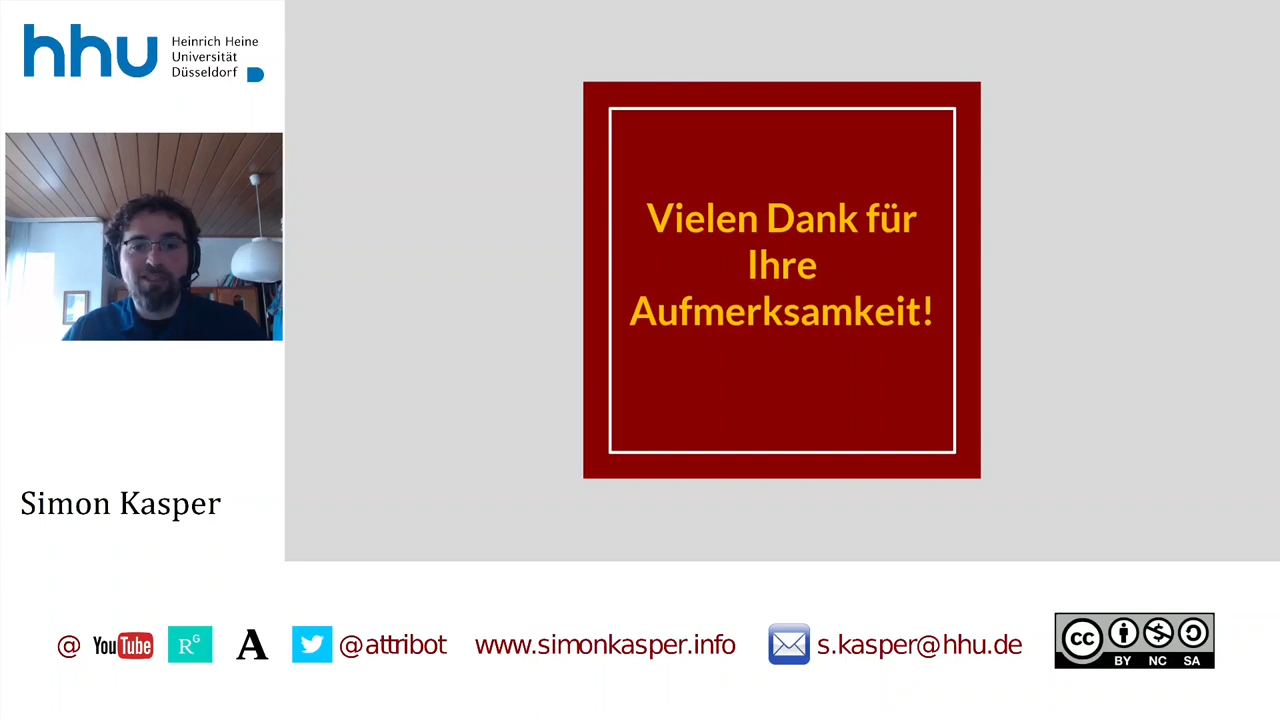 hhu
Heinrich Heine
Universität
Düsseldorf
Vielen Dank für
Ihre
Aufmerksamkeit!
Simon Kasper
@ YouTube RG A @attribot www.simonkasper.info s.kasper@hhu.de
cc
BY NC SA